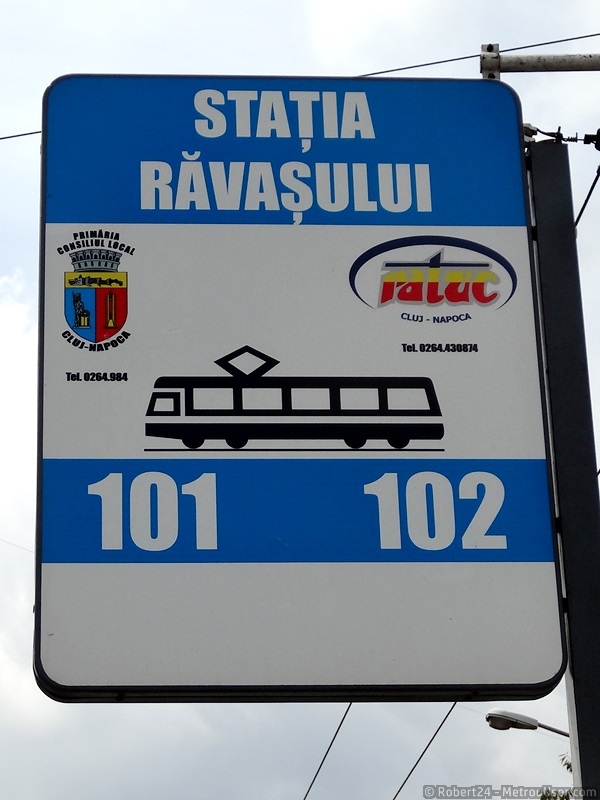 STAȚIA
RĂVAȘULUI
PRIMĂRIA
CONSILIUL LOCAL
CLUJ-NAPOCA
Tel. 0264.984
ratuc
CLUJ - NAPOCA
Tel. 0264.430874
101 102
© Robert24 - MetrouUsor.com